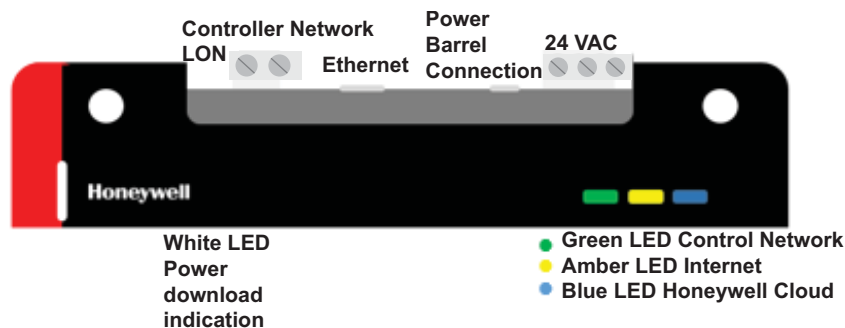 Controller Network
LON
Ethernet
Power
Barrel
Connection
24 VAC
Honeywell
White LED
Power
download
indication
Green LED Control Network
Amber LED Internet
Blue LED Honeywell Cloud